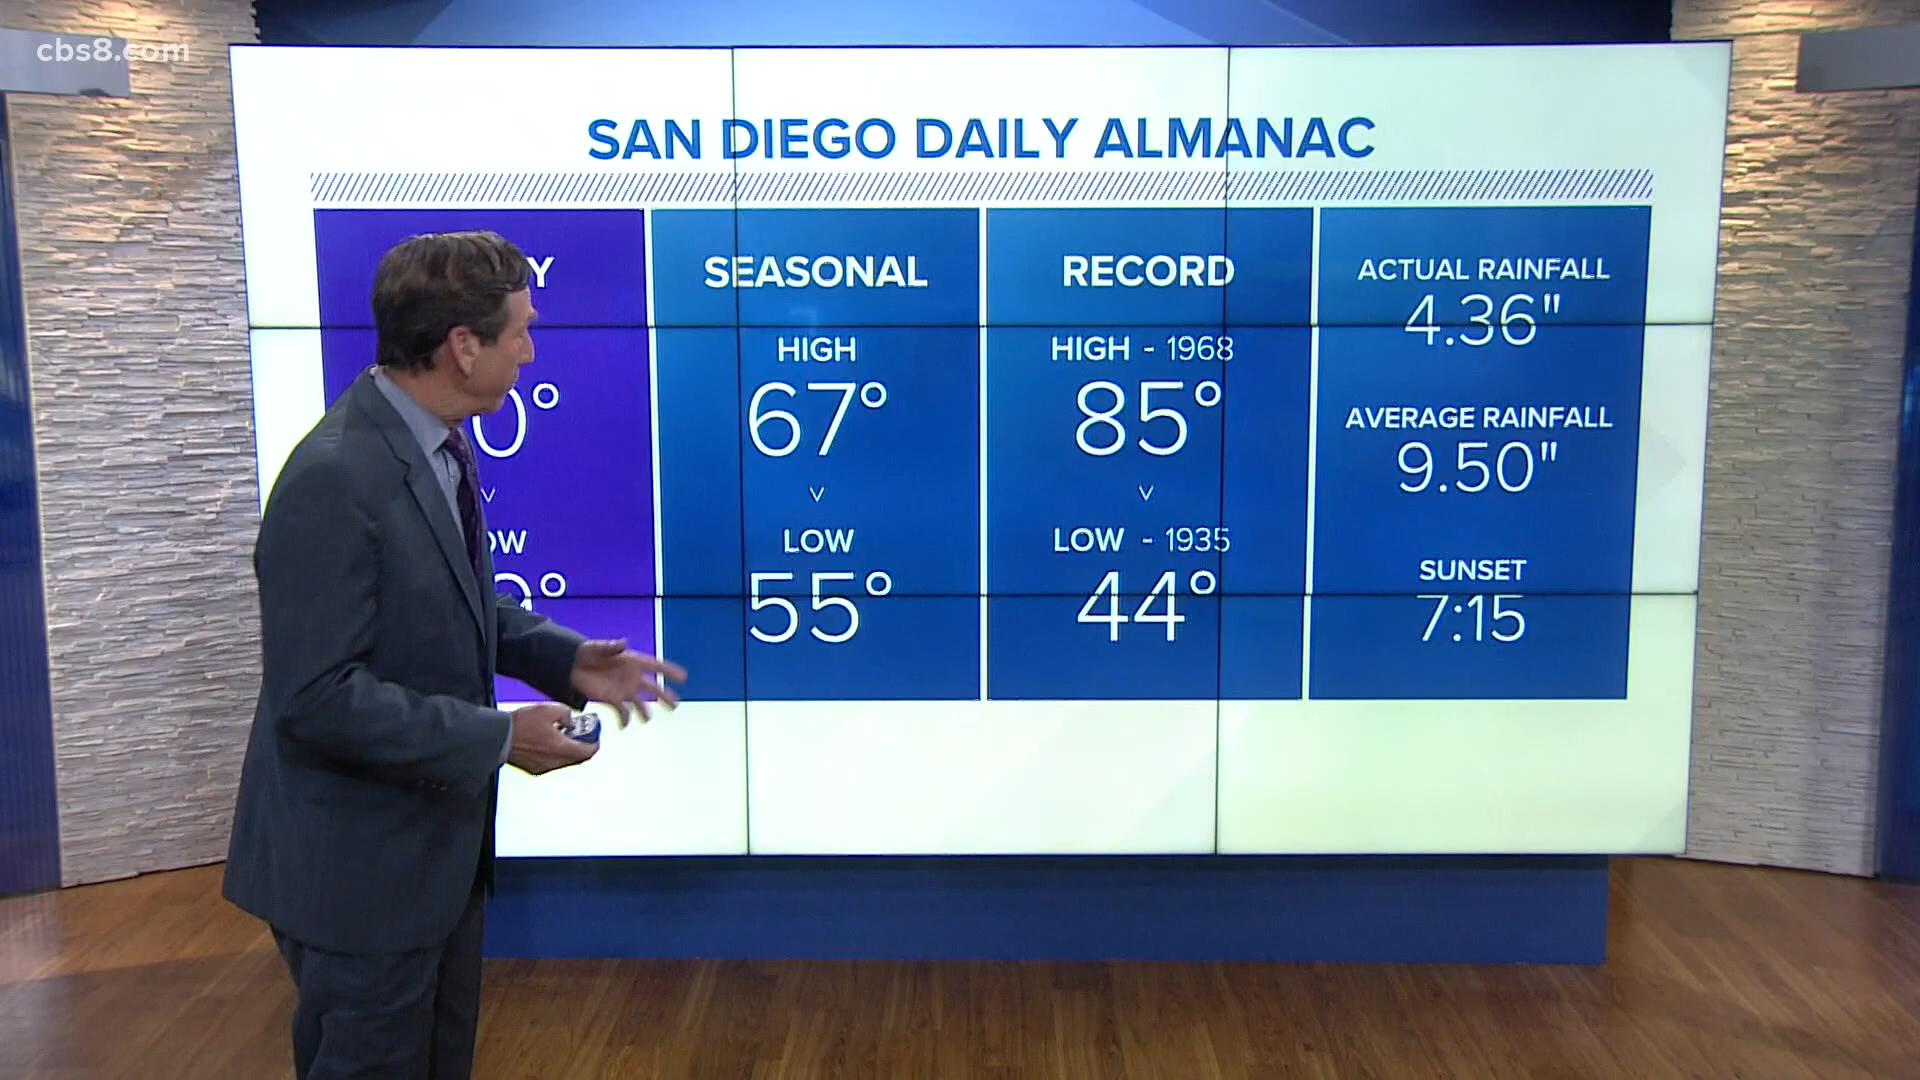 cbs8.com
SAN DIEGO DAILY ALMANAC
SEASONAL
HIGH
67°
LOW
55°
RECORD
HIGH - 1968
85°
LOW - 1935
44°
ACTUAL RAINFALL
4.36"
AVERAGE RAINFALL
9.50"
SUNSET
7:15